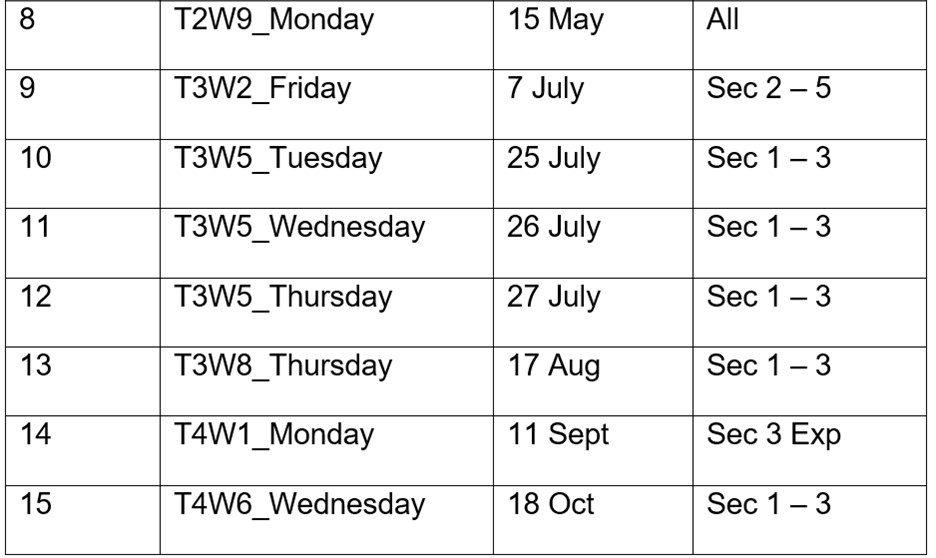 8 T2W9_Monday 15 May All
9 T3W2_Friday 7 July Sec 2 – 5
10 T3W5_Tuesday 25 July Sec 1 – 3
11 T3W5_Wednesday 26 July Sec 1 – 3
12 T3W5_Thursday 27 July Sec 1 – 3
13 T3W8_Thursday 17 Aug Sec 1 – 3
14 T4W1_Monday 11 Sept Sec 3 Exp
15 T4W6_Wednesday 18 Oct Sec 1 – 3